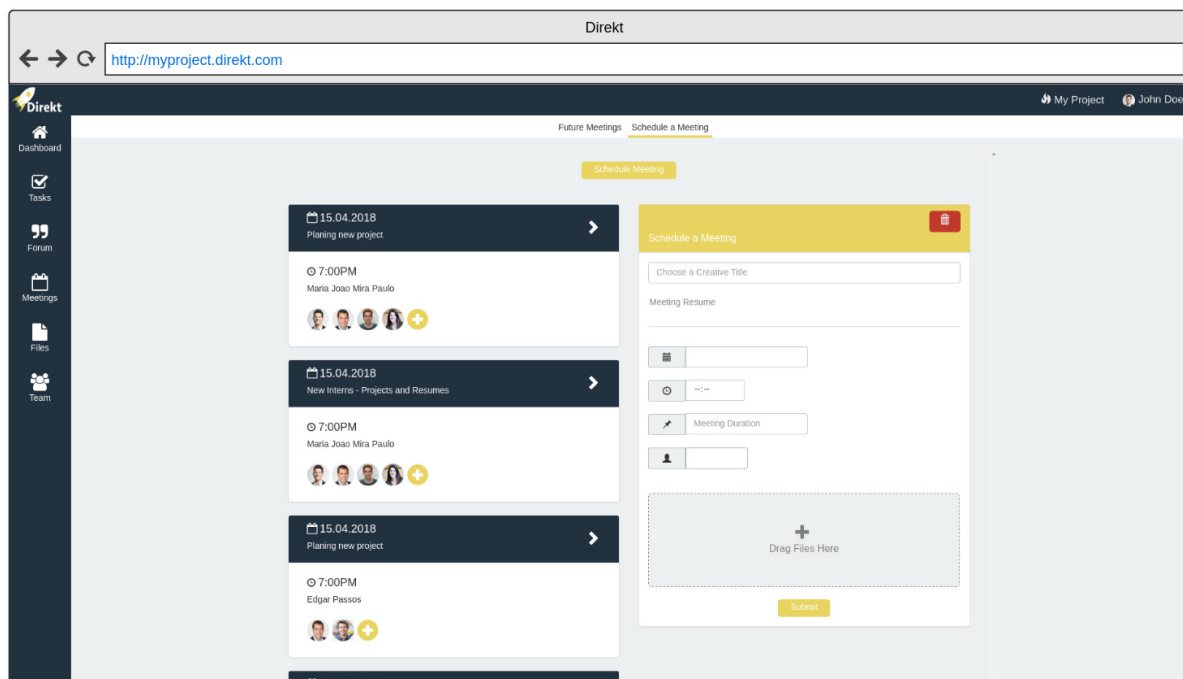 Direkt
http://myproject.direkt.com
Direkt
My Project
John Doe
Dashboard
Tasks
Forum
Meetings
Files
Team
Future Meetings
Schedule a Meeting
Schedule Meeting
15.04.2018
Planing new project
7:00PM
Maria Joao Mira Paulo
15.04.2018
New Interns - Projects and Resumes
7:00PM
Maria Joao Mira Paulo
15.04.2018
Planing new project
7:00PM
Edgar Passos
Schedule a Meeting
Choose a Creative Title
Meeting Resume
--:--
Meeting Duration
Drag Files Here
Submit